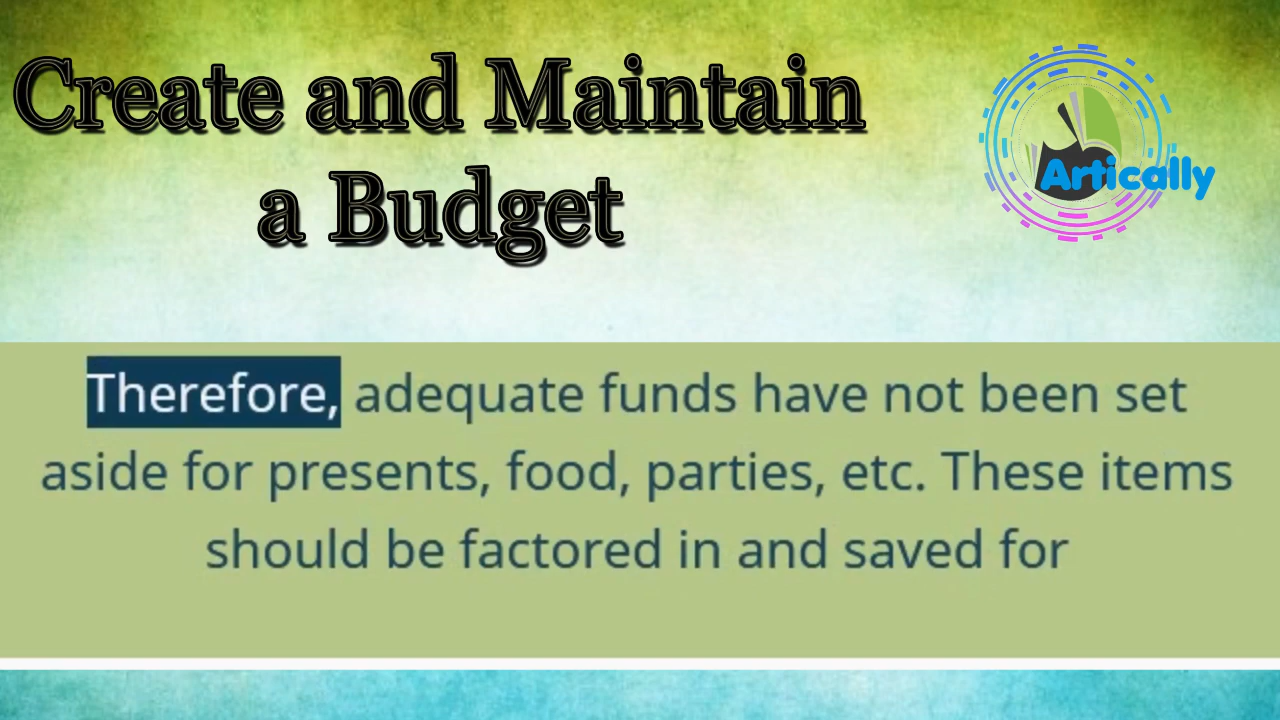 Create and Maintain
a Budget
Artically
Therefore, adequate funds have not been set
aside for presents, food, parties, etc. These items
should be factored in and saved for